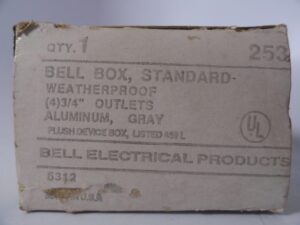 QTY. 1 253
BELL BOX, STANDARD-
WEATHERPROOF
(4) 3/4" OUTLETS
ALUMINUM, GRAY
PLUSH DEVICE BOX, LISTED 459 L
UL
BELL ELECTRICAL PRODUCTS
5312
U.S.A